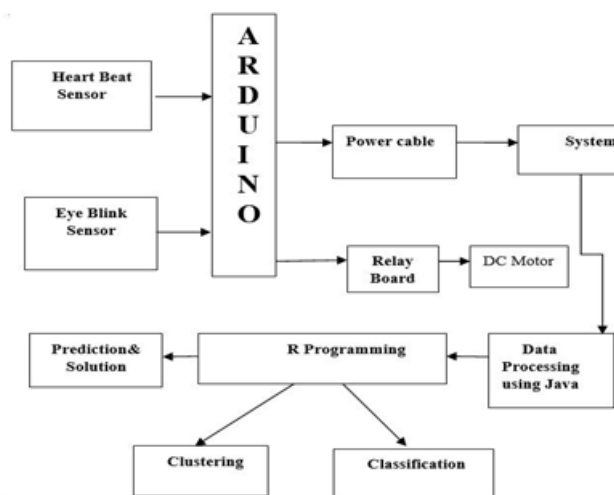 Heart Beat
Sensor
ARDUINO
Power cable
System
Eye Blink
Sensor
Relay
Board
DC Motor
Prediction&
Solution
R Programming
Data
Processing
using Java
Clustering
Classification